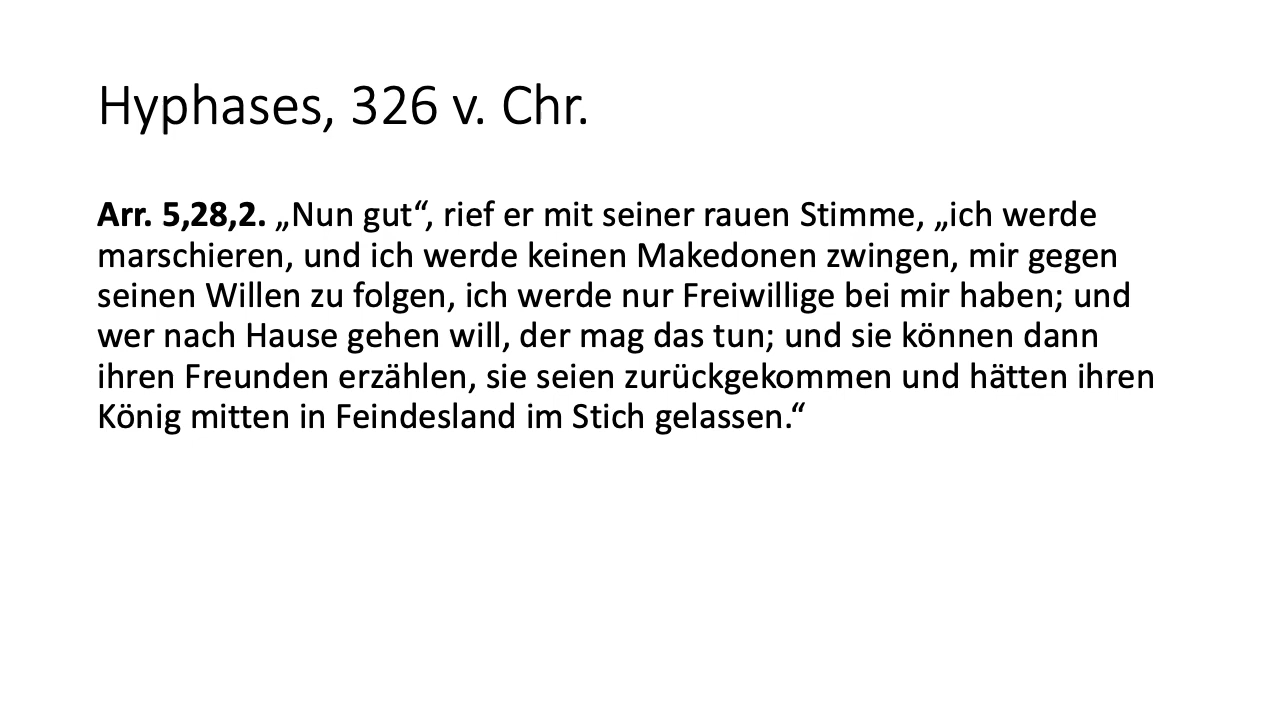 Hyphases, 326 v. Chr.
Arr. 5,28,2. „Nun gut“, rief er mit seiner rauen Stimme, „ich werde
marschieren, und ich werde keinen Makedonen zwingen, mir gegen
seinen Willen zu folgen, ich werde nur Freiwillige bei mir haben; und
wer nach Hause gehen will, der mag das tun; und sie können dann
ihren Freunden erzählen, sie seien zurückgekommen und hätten ihren
König mitten in Feindesland im Stich gelassen.“